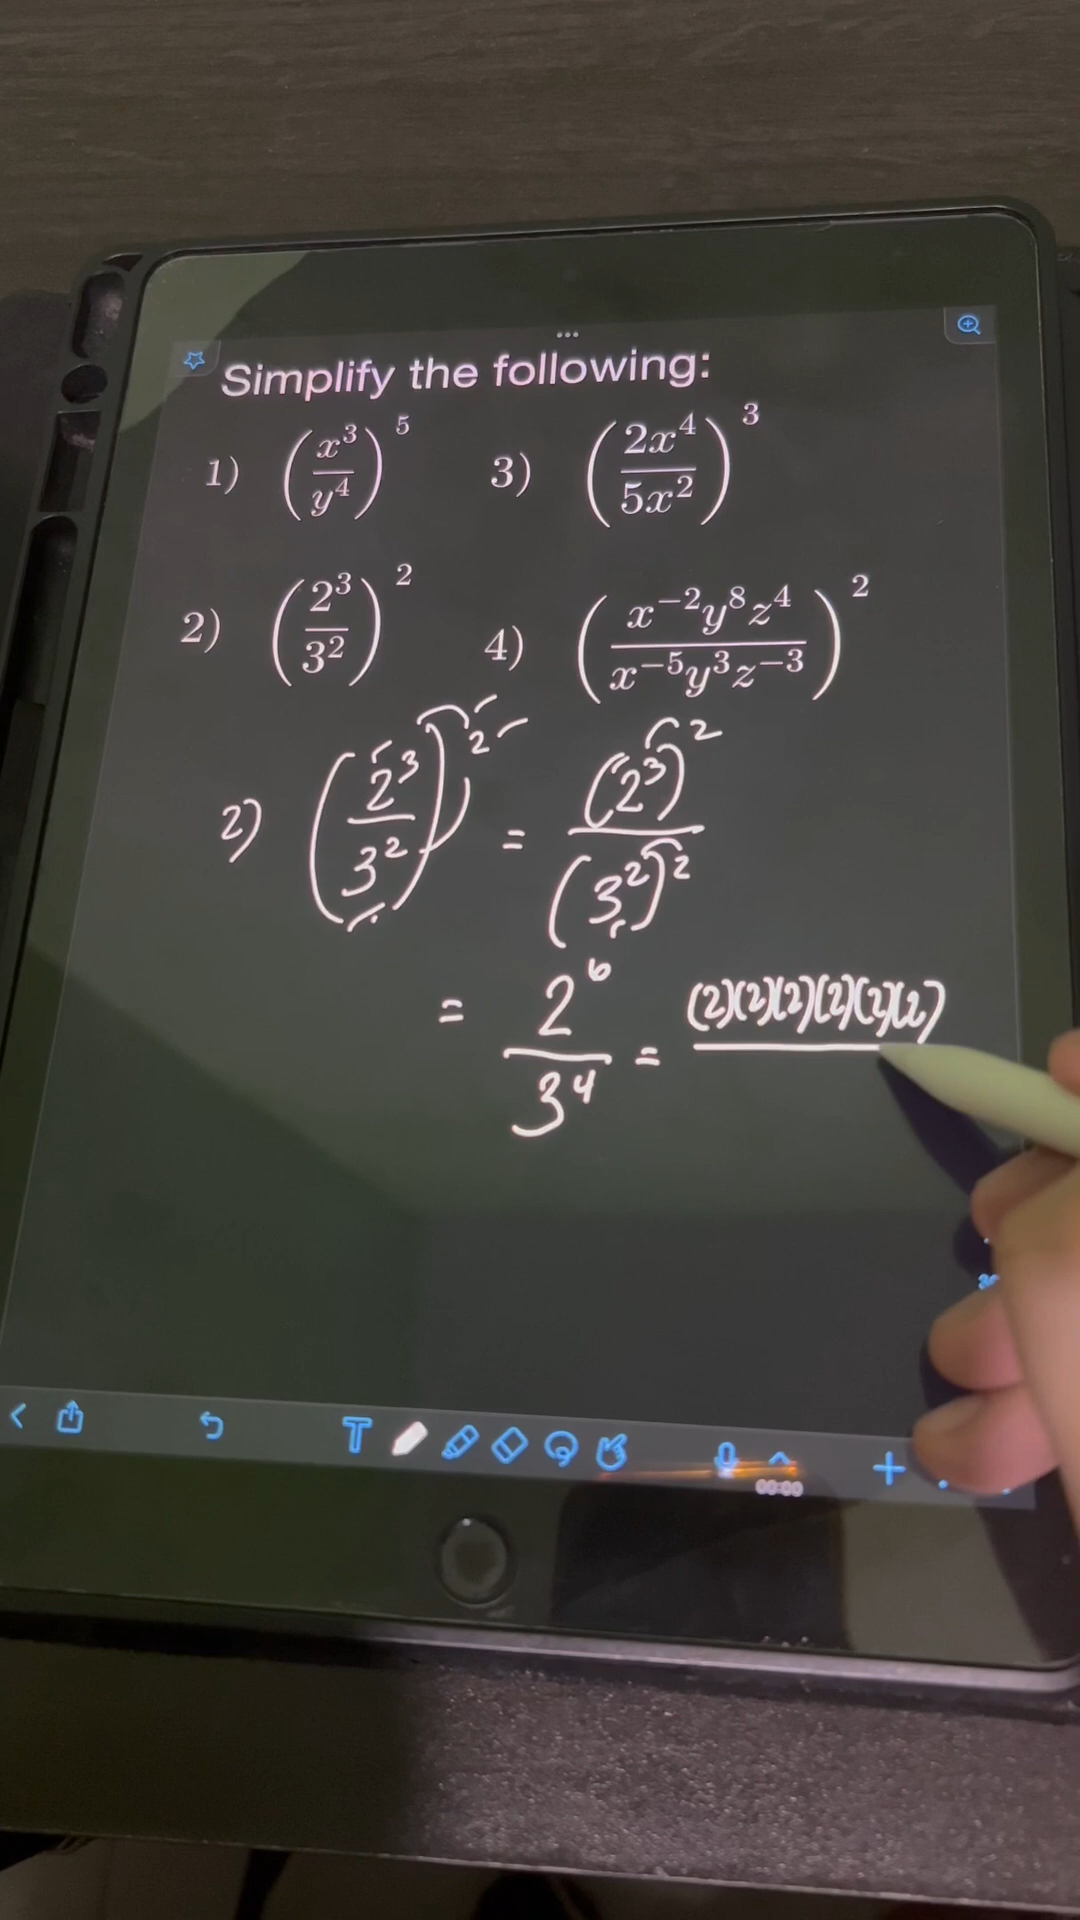 Simplify the following:
1) (x^3/y^4)^5
3) (2x^4/5x^2)^3
2) (2^3/3^2)^2
4) (x^-2y^8z^4/x^-5y^3z^-3)^2
2) (2^3/3^2)^2 = (2^3)^2/(3^2)^2
= 2^6/3^4 = (2)(2)(2)(2)(2)(2)
T
00:00